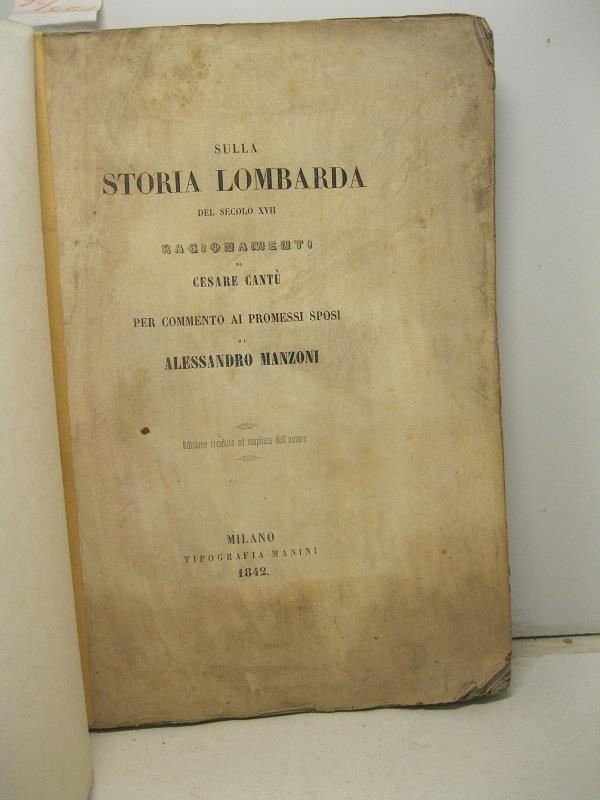 SULLA
STORIA LOMBARDA
DEL SECOLO XVII
RAGIONAMENTI
DI
CESARE CANTÙ
PER COMMENTO AI PROMESSI SPOSI
DI
ALESSANDRO MANZONI
Edizione riveduta ed ampliata dall'autore
MILANO
TIPOGRAFIA MANINI
1842.